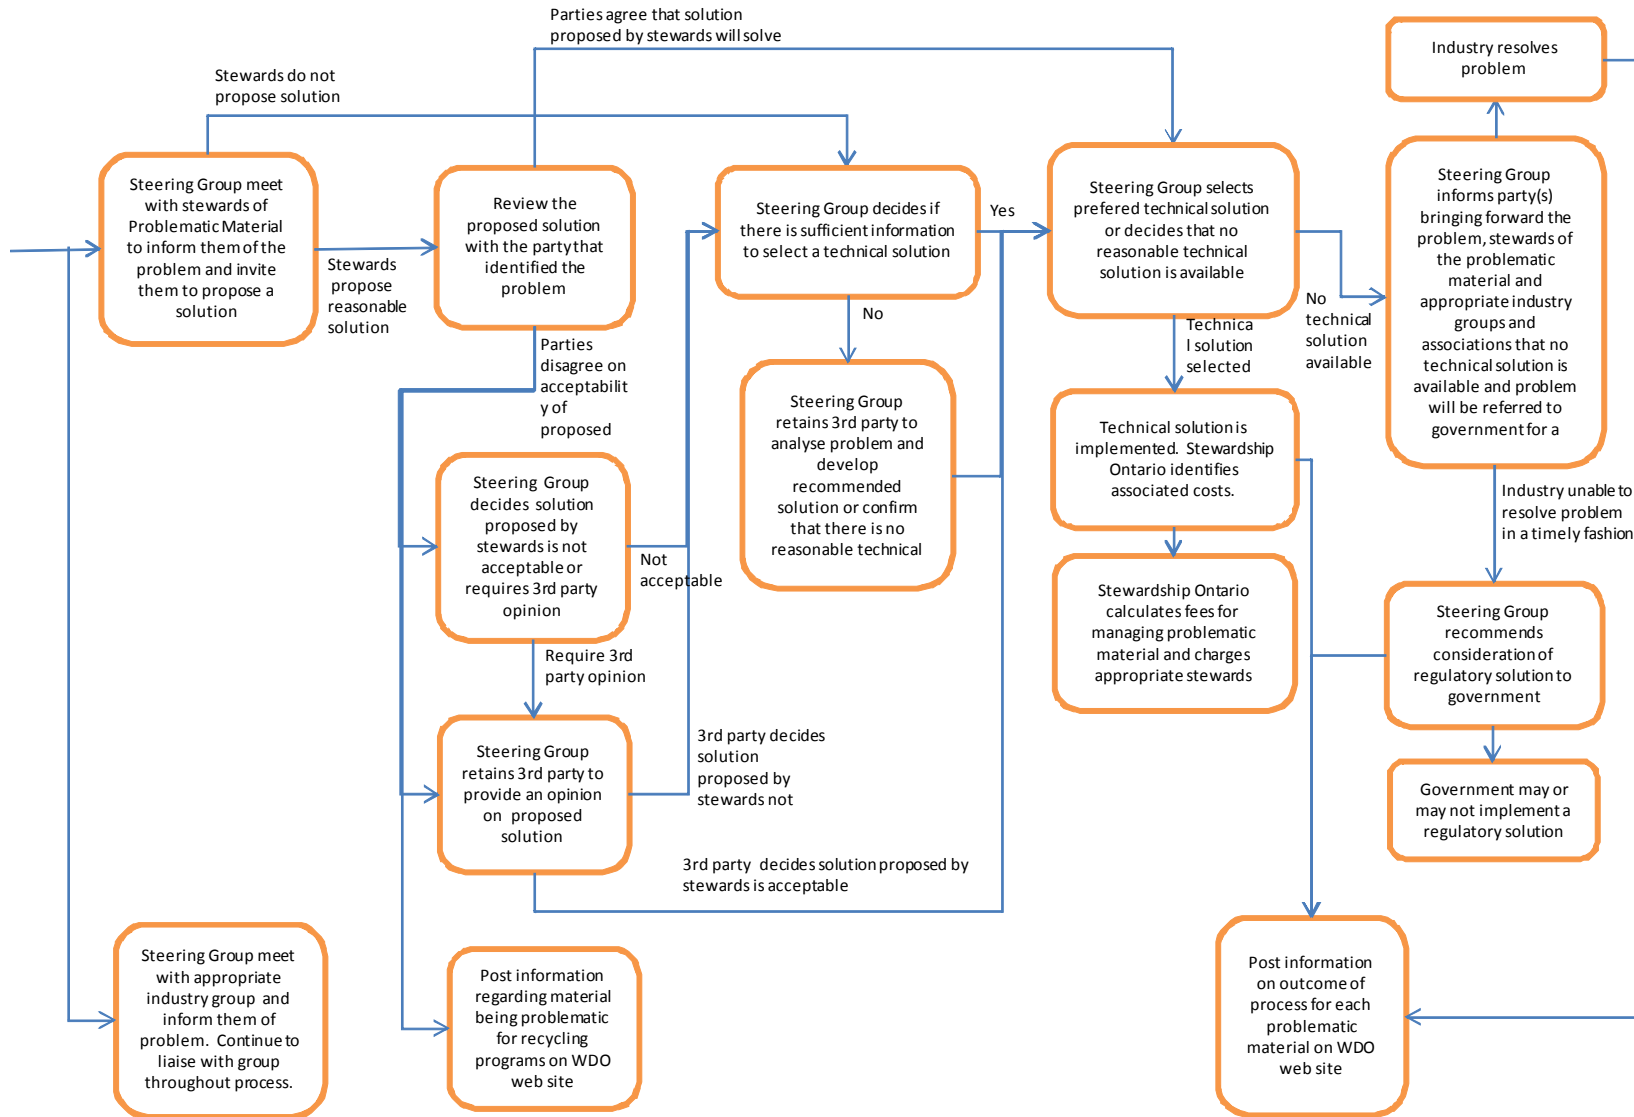 Parties agree that solution
proposed by stewards will solve
Stewards do not
propose solution
Industry resolves
problem
Steering Group meet
with stewards of
Problematic Material
to inform them of the
problem and invite
them to propose a
solution
Stewards
propose
reasonable
solution
Review the
proposed solution
with the party that
identified the
problem
Steering Group decides if
there is sufficient information
to select a technical solution
Yes
No
Steering Group selects
prefered technical solution
or decides that no
reasonable technical
solution is available
No
technical
solution
available
Technica
l solution
selected
Steering Group
informs party(s)
bringing forward the
problem, stewards of
the problematic
material and
appropriate industry
groups and
associations that no
technical solution is
available and problem
will be referred to
government for a
Parties
disagree on
acceptabilit
y of
proposed
Steering Group
decides solution
proposed by
stewards is not
acceptable or
requires 3rd party
opinion
Not
acceptable
Steering Group
retains 3rd party to
analyse problem and
develop
recommended
solution or confirm
that there is no
reasonable technical
Technical solution is
implemented. Stewardship
Ontario identifies
associated costs.
Industry unable to
resolve problem
in a timely fashion
Stewardship Ontario
calculates fees for
managing problematic
material and charges
appropriate stewards
Steering Group
recommends
consideration of
regulatory solution to
government
Require 3rd
party opinion
Steering Group
retains 3rd party to
provide an opinion
on proposed
solution
3rd party decides
solution
proposed by
stewards not
Government may or
may not implement a
regulatory solution
3rd party decides solution proposed by
stewards is acceptable
Steering Group meet
with appropriate
industry group and
inform them of
problem. Continue to
liaise with group
throughout process.
Post information
regarding material
being problematic
for recycling
programs on WDO
web site
Post information
on outcome of
process for each
problematic
material on WDO
web site